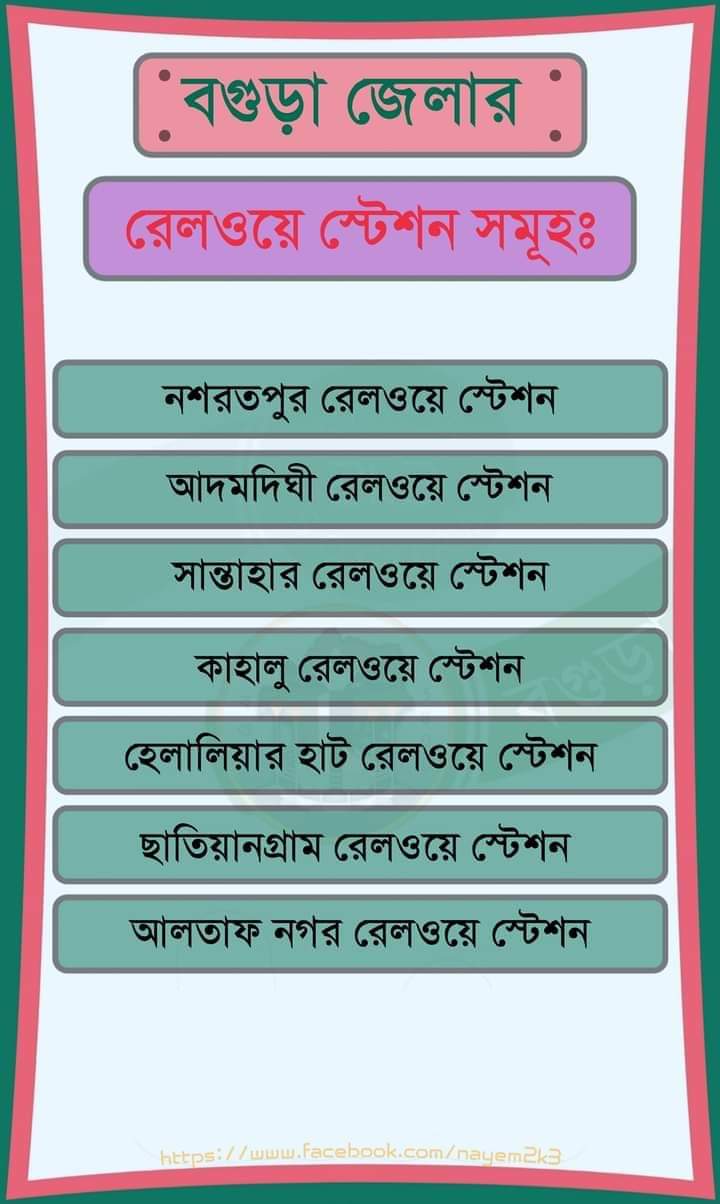 বগুড়া জেলার
রেলওয়ে স্টেশন সমূহঃ
নশরতপুর রেলওয়ে স্টেশন
আদমদিঘী রেলওয়ে স্টেশন
সান্তাহার রেলওয়ে স্টেশন
কাহালু রেলওয়ে স্টেশন
বগুড়া
হেলালিয়ার হাট রেলওয়ে স্টেশন
ছাতিয়ানগ্রাম রেলওয়ে স্টেশন
আলতাফ নগর রেলওয়ে স্টেশন
https://www.facebook.com/nayem2k3